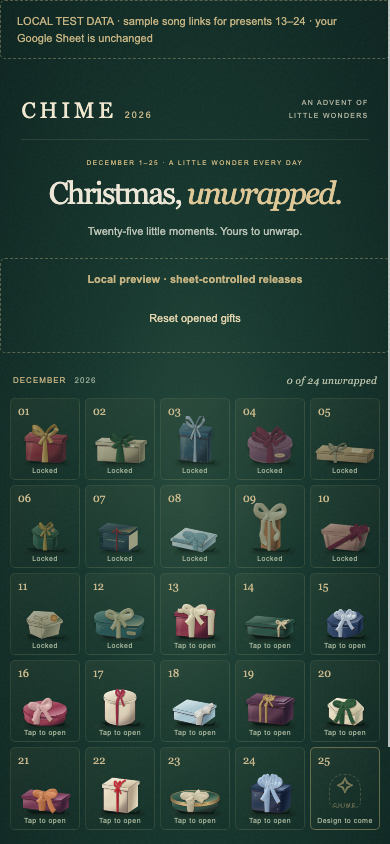 LOCAL TEST DATA · sample song links for presents 13–24 · your
Google Sheet is unchanged
CHIME 2026
AN ADVENT OF
LITTLE WONDERS
DECEMBER 1–25 · A LITTLE WONDER EVERY DAY
Christmas, unwrapped.
Twenty-five little moments. Yours to unwrap.
Local preview · sheet-controlled releases
Reset opened gifts
DECEMBER 2026
0 of 24 unwrapped
01 02 03 04 05
Locked Locked Locked Locked Locked
06 07 08 09 10
Locked Locked Locked Locked Locked
11 12 13 14 15
Locked Locked Tap to open Tap to open Tap to open
16 17 18 19 20
Tap to open Tap to open Tap to open Tap to open Tap to open
21 22 23 24 25
Tap to open Tap to open Tap to open Tap to open Design to come